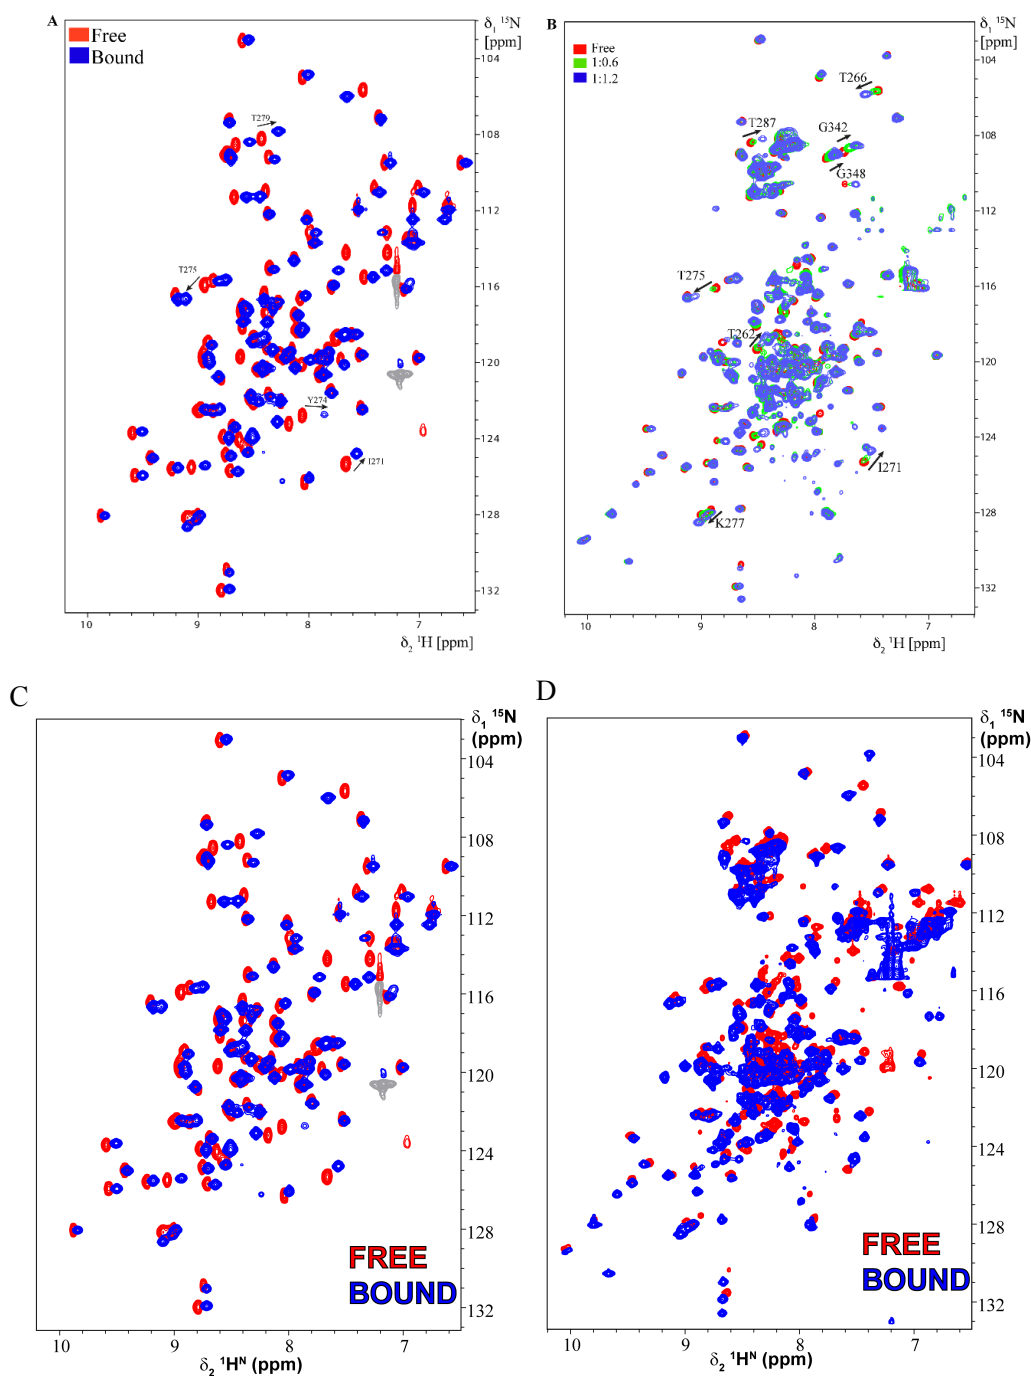 A
Free
Bound
δ₁ ¹⁵N
[ppm]
104
108
112
116
120
124
128
132
T279
T275
Y274
I271
10
9
8
7
δ₂ ¹H [ppm]
B
Free
1:0.6
1:1.2
δ₁ ¹⁵N
[ppm]
104
108
112
116
120
124
128
132
T266
T287
G342
G348
T275
T262
I271
K277
10
9
8
7
δ₂ ¹H [ppm]
C
δ₁ ¹⁵N
(ppm)
104
108
112
116
120
124
128
132
FREE
BOUND
10
9
8
7
δ₂ ¹Hᴺ (ppm)
D
δ₁ ¹⁵N
(ppm)
104
108
112
116
120
124
128
132
FREE
BOUND
10
9
8
7
δ₂ ¹Hᴺ (ppm)